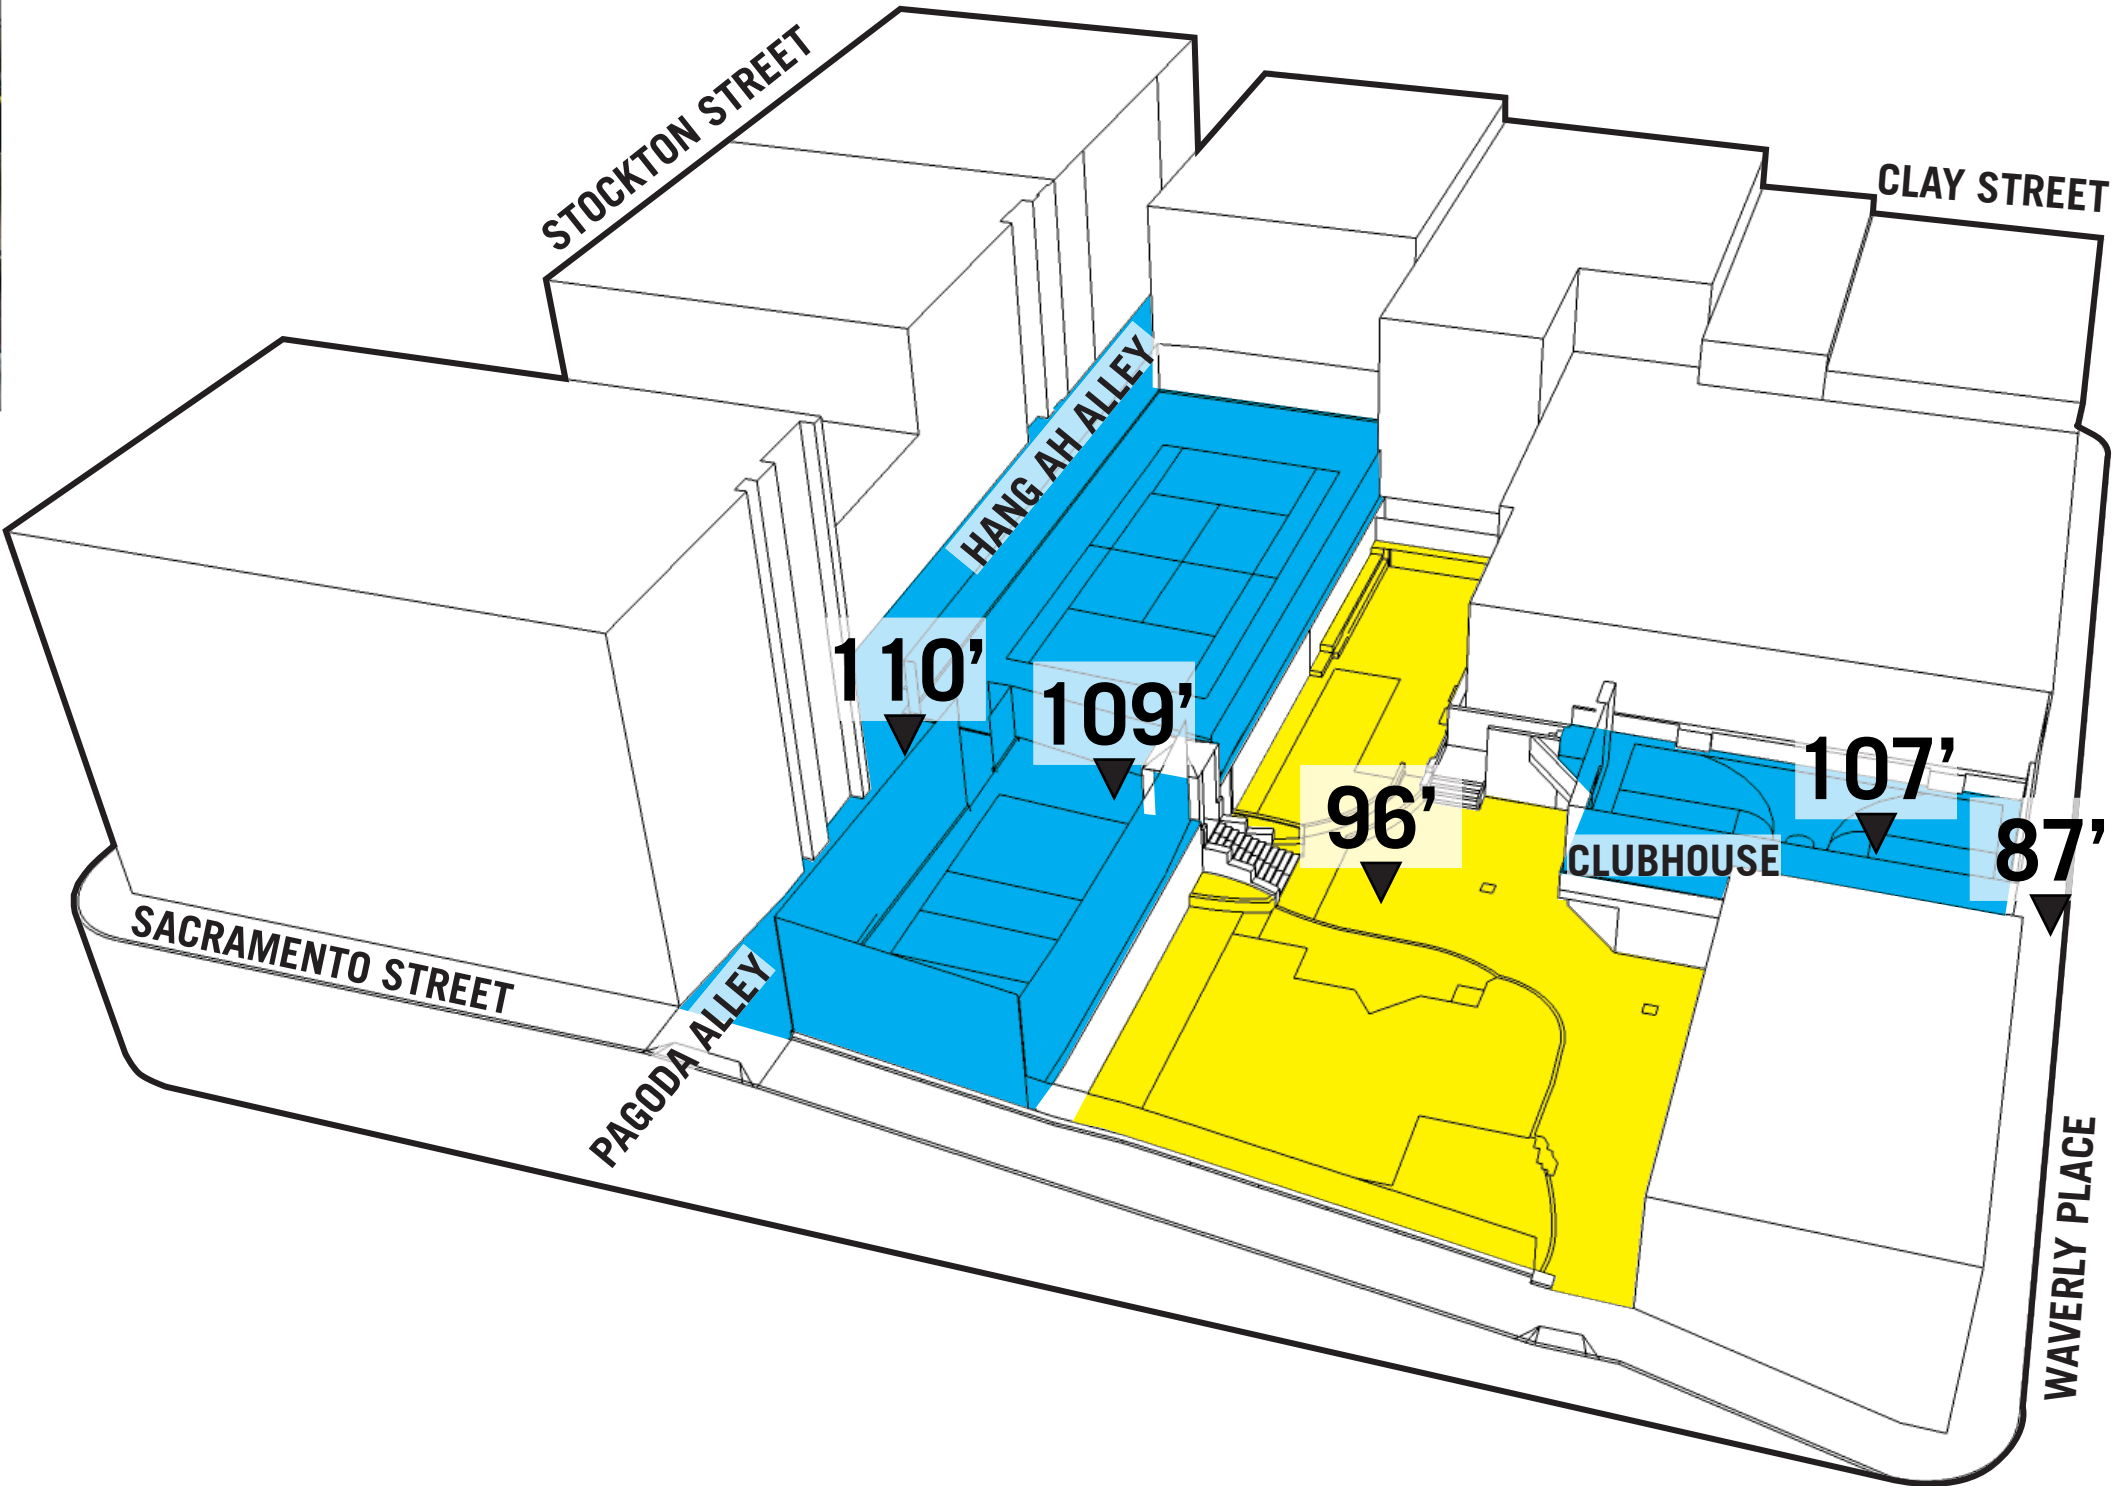 STOCKTON STREET
CLAY STREET
HANG AH ALLEY
110’
109’
96’
107’
87’
CLUBHOUSE
SACRAMENTO STREET
PAGODA ALLEY
WAVERLY PLACE